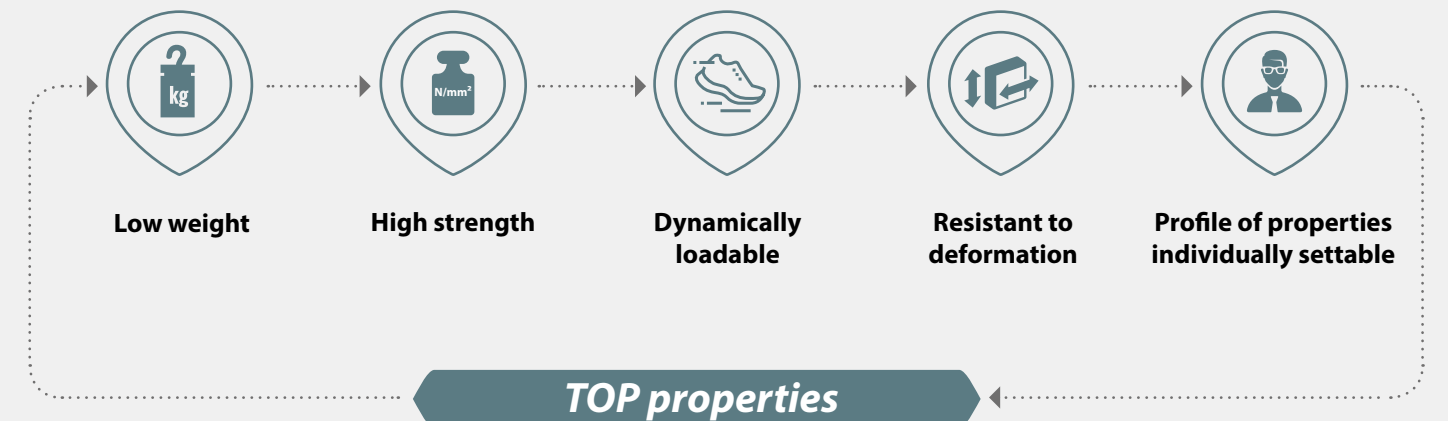 kg
N/mm²
Low weight
High strength
Dynamically
loadable
Resistant to
deformation
Profile of properties
individually settable
TOP properties